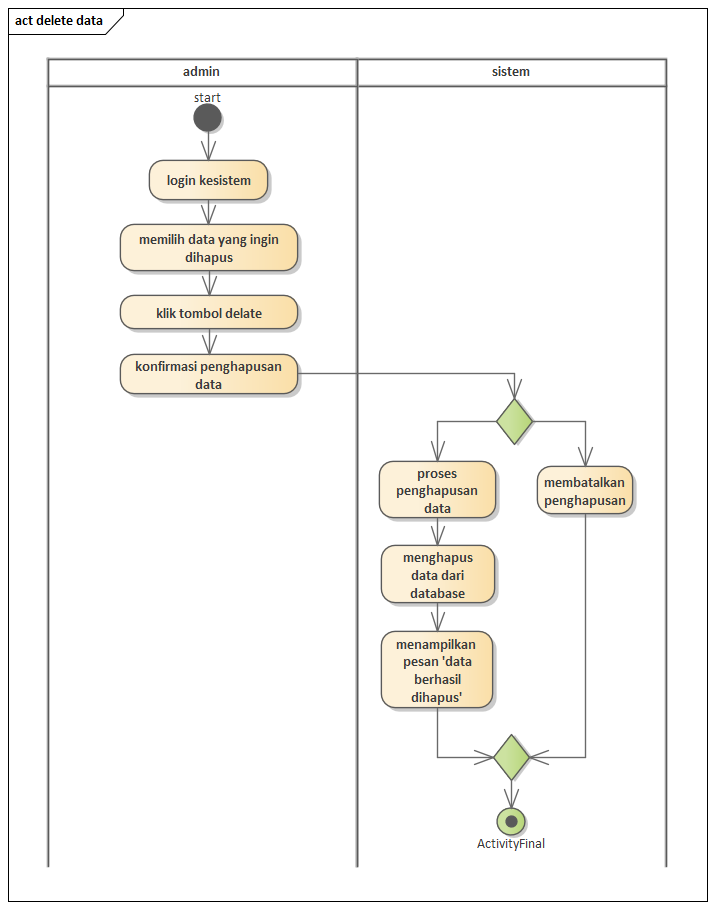 act delete data
admin
sistem
start
login kesistem
memilih data yang ingin
dihapus
klik tombol delate
konfirmasi penghapusan
data
proses
penghapusan
data
membatalkan
penghapusan
menghapus
data dari
database
menampilkan
pesan 'data
berhasil
dihapus'
ActivityFinal